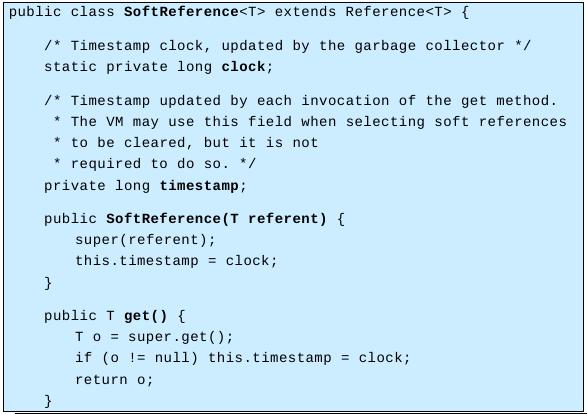 public class SoftReference<T> extends Reference<T> {
/* Timestamp clock, updated by the garbage collector */
static private long clock;
/* Timestamp updated by each invocation of the get method.
* The VM may use this field when selecting soft references
* to be cleared, but it is not
* required to do so. */
private long timestamp;
public SoftReference(T referent) {
super(referent);
this.timestamp = clock;
}
public T get() {
T o = super.get();
if (o != null) this.timestamp = clock;
return o;
}